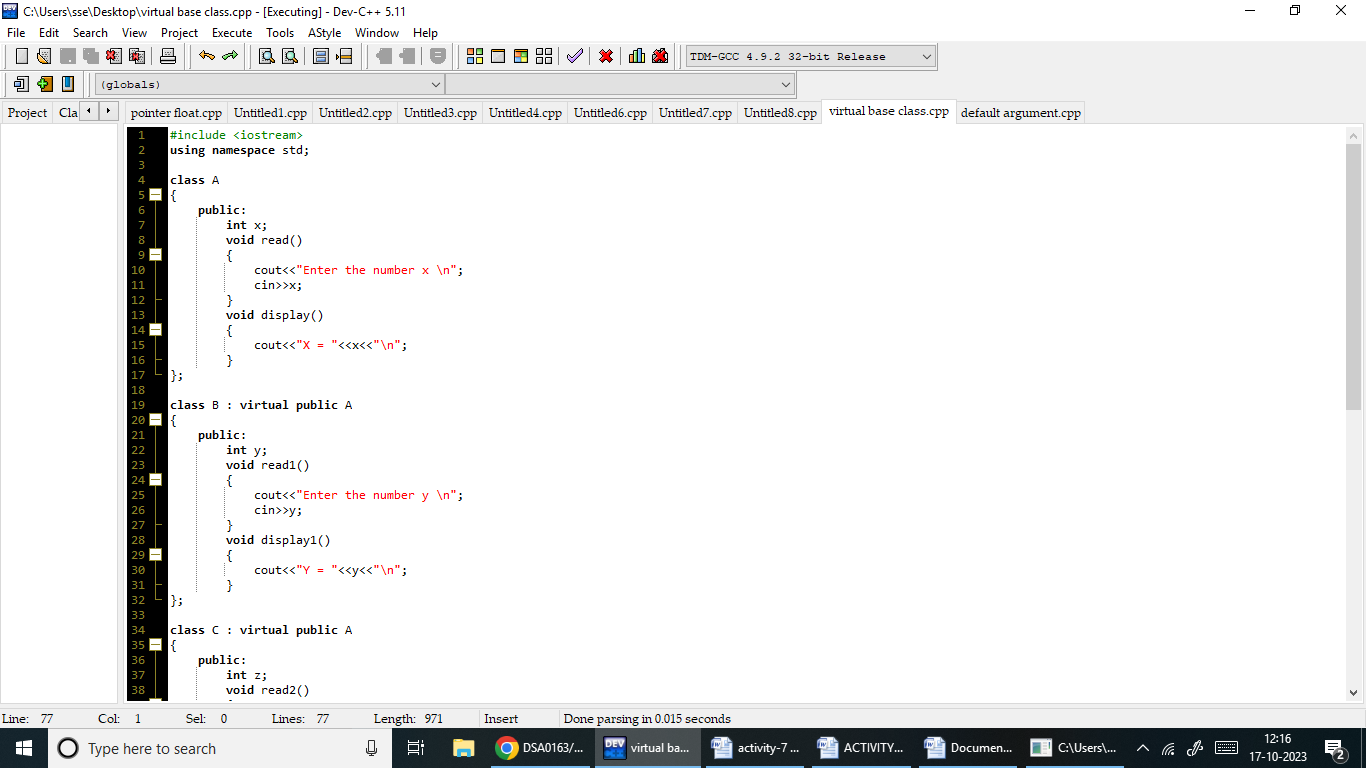 C:\Users\sse\Desktop\virtual base class.cpp - [Executing] - Dev-C++ 5.11
File Edit Search View Project Execute Tools AStyle Window Help
TDM-GCC 4.9.2 32-bit Release
(globals)
Project Cla pointer float.cpp Untitled1.cpp Untitled2.cpp Untitled3.cpp Untitled4.cpp Untitled6.cpp Untitled7.cpp Untitled8.cpp virtual base class.cpp default argument.cpp
1 #include <iostream>
2 using namespace std;
3
4 class A
5 {
6 public:
7 int x;
8 void read()
9 {
10 cout<<"Enter the number x \n";
11 cin>>x;
12 }
13 void display()
14 {
15 cout<<"X = "<<x<<"\n";
16 }
17 };
18
19 class B : virtual public A
20 {
21 public:
22 int y;
23 void read1()
24 {
25 cout<<"Enter the number y \n";
26 cin>>y;
27 }
28 void display1()
29 {
30 cout<<"Y = "<<y<<"\n";
31 }
32 };
33
34 class C : virtual public A
35 {
36 public:
37 int z;
38 void read2()
Line: 77 Col: 1 Sel: 0 Lines: 77 Length: 971 Insert Done parsing in 0.015 seconds
Type here to search DSA0163/... DEV virtual ba... activity-7 ... ACTIVITY... Documen... C:\Users\... 12:16
17-10-2023 2